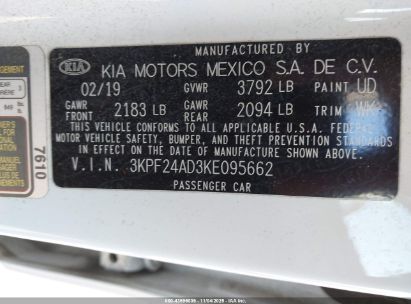 MANUFACTURED BY
KIA KIA MOTORS MEXICO S.A. DE C.V.
02/19 GVWR 3792 LB PAINT UD
GAWR FRONT 2183 LB GAWR REAR 2094 LB TRIM WK
THIS VEHICLE CONFORMS TO ALL APPLICABLE U.S.A. FEDERAL
MOTOR VEHICLE SAFETY, BUMPER, AND THEFT PREVENTION STANDARDS
IN EFFECT ON THE DATE OF MANUFACTURE SHOWN ABOVE.
V.I.N. 3KPF24AD3KE095662
PASSENGER CAR
7610